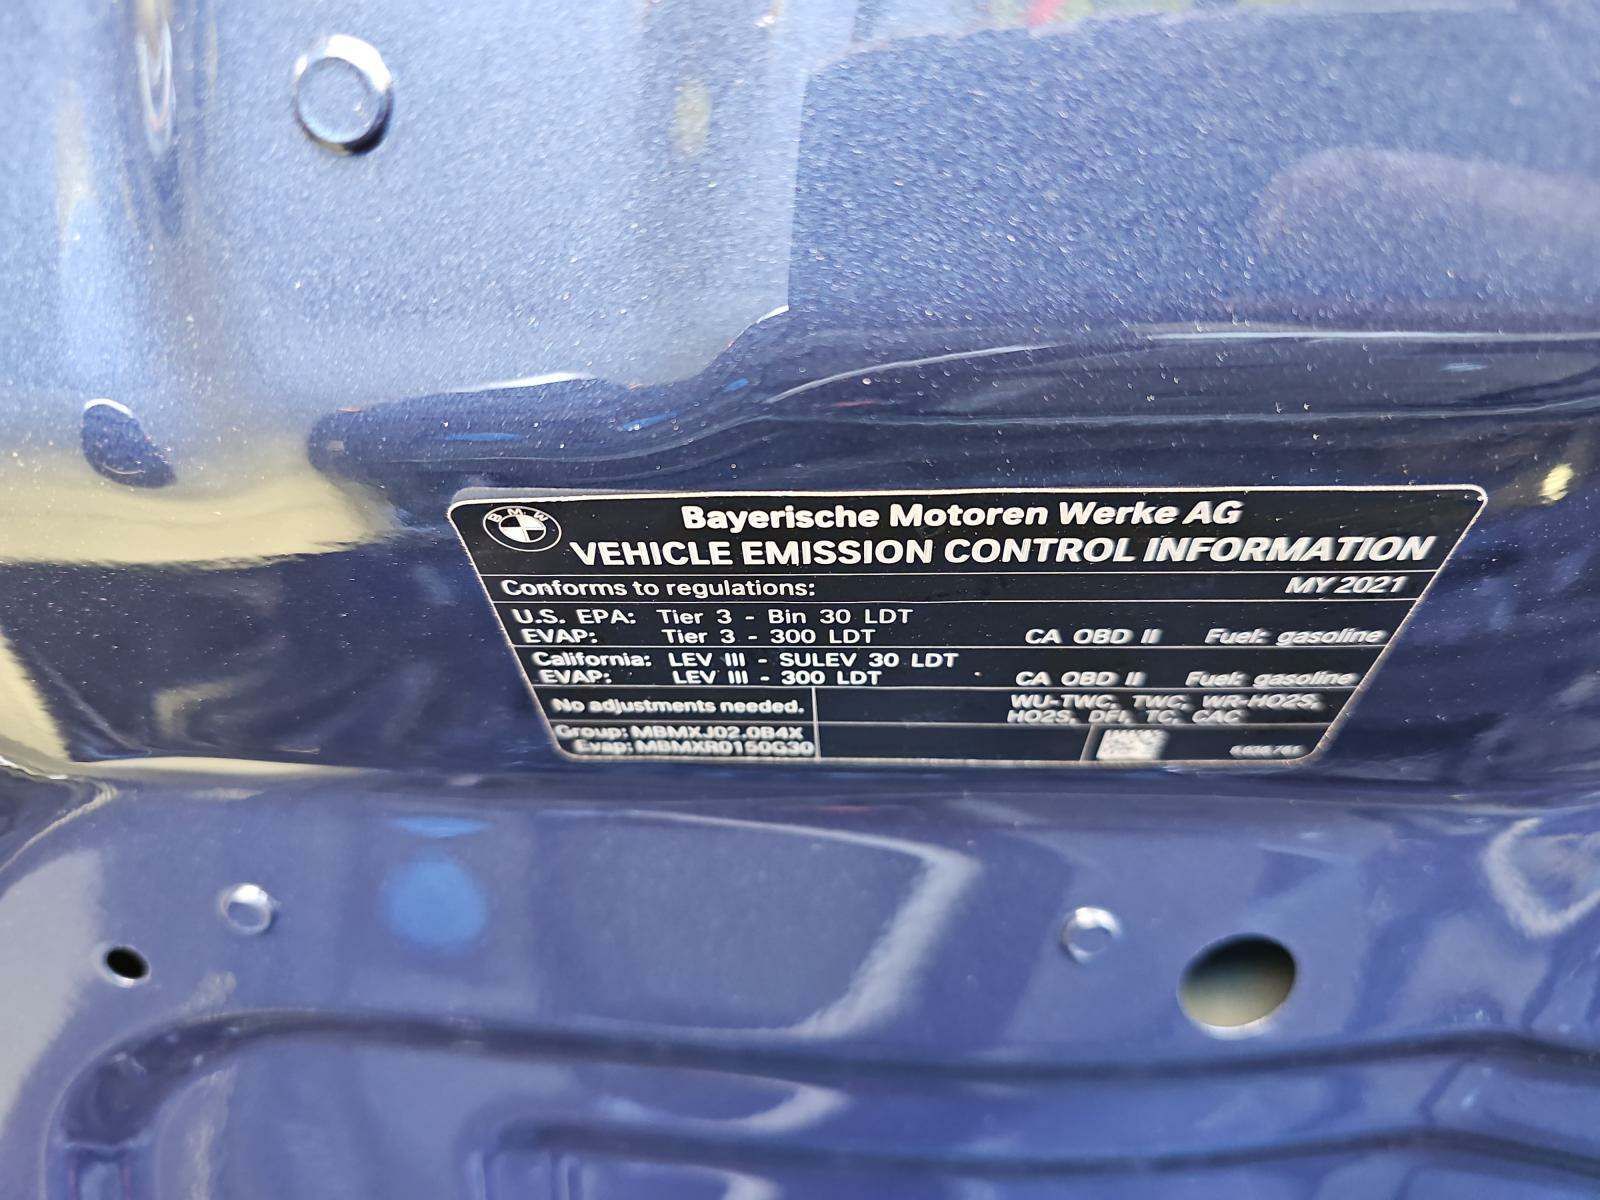 BMW
Bayerische Motoren Werke AG
VEHICLE EMISSION CONTROL INFORMATION
Conforms to regulations: MY 2021
U.S. EPA: Tier 3 - Bin 30 LDT
EVAP: Tier 3 - 300 LDT CA OBD II Fuel: gasoline
California: LEV III - SULEV 30 LDT
EVAP: LEV III - 300 LDT CA OBD II Fuel: gasoline
No adjustments needed.
WU-TWC, TWC, WR-HO2S,
HO2S, DFI, TC, CAC
Group: MBMXJ02.0B4X
Evap: MBMXR0150G30